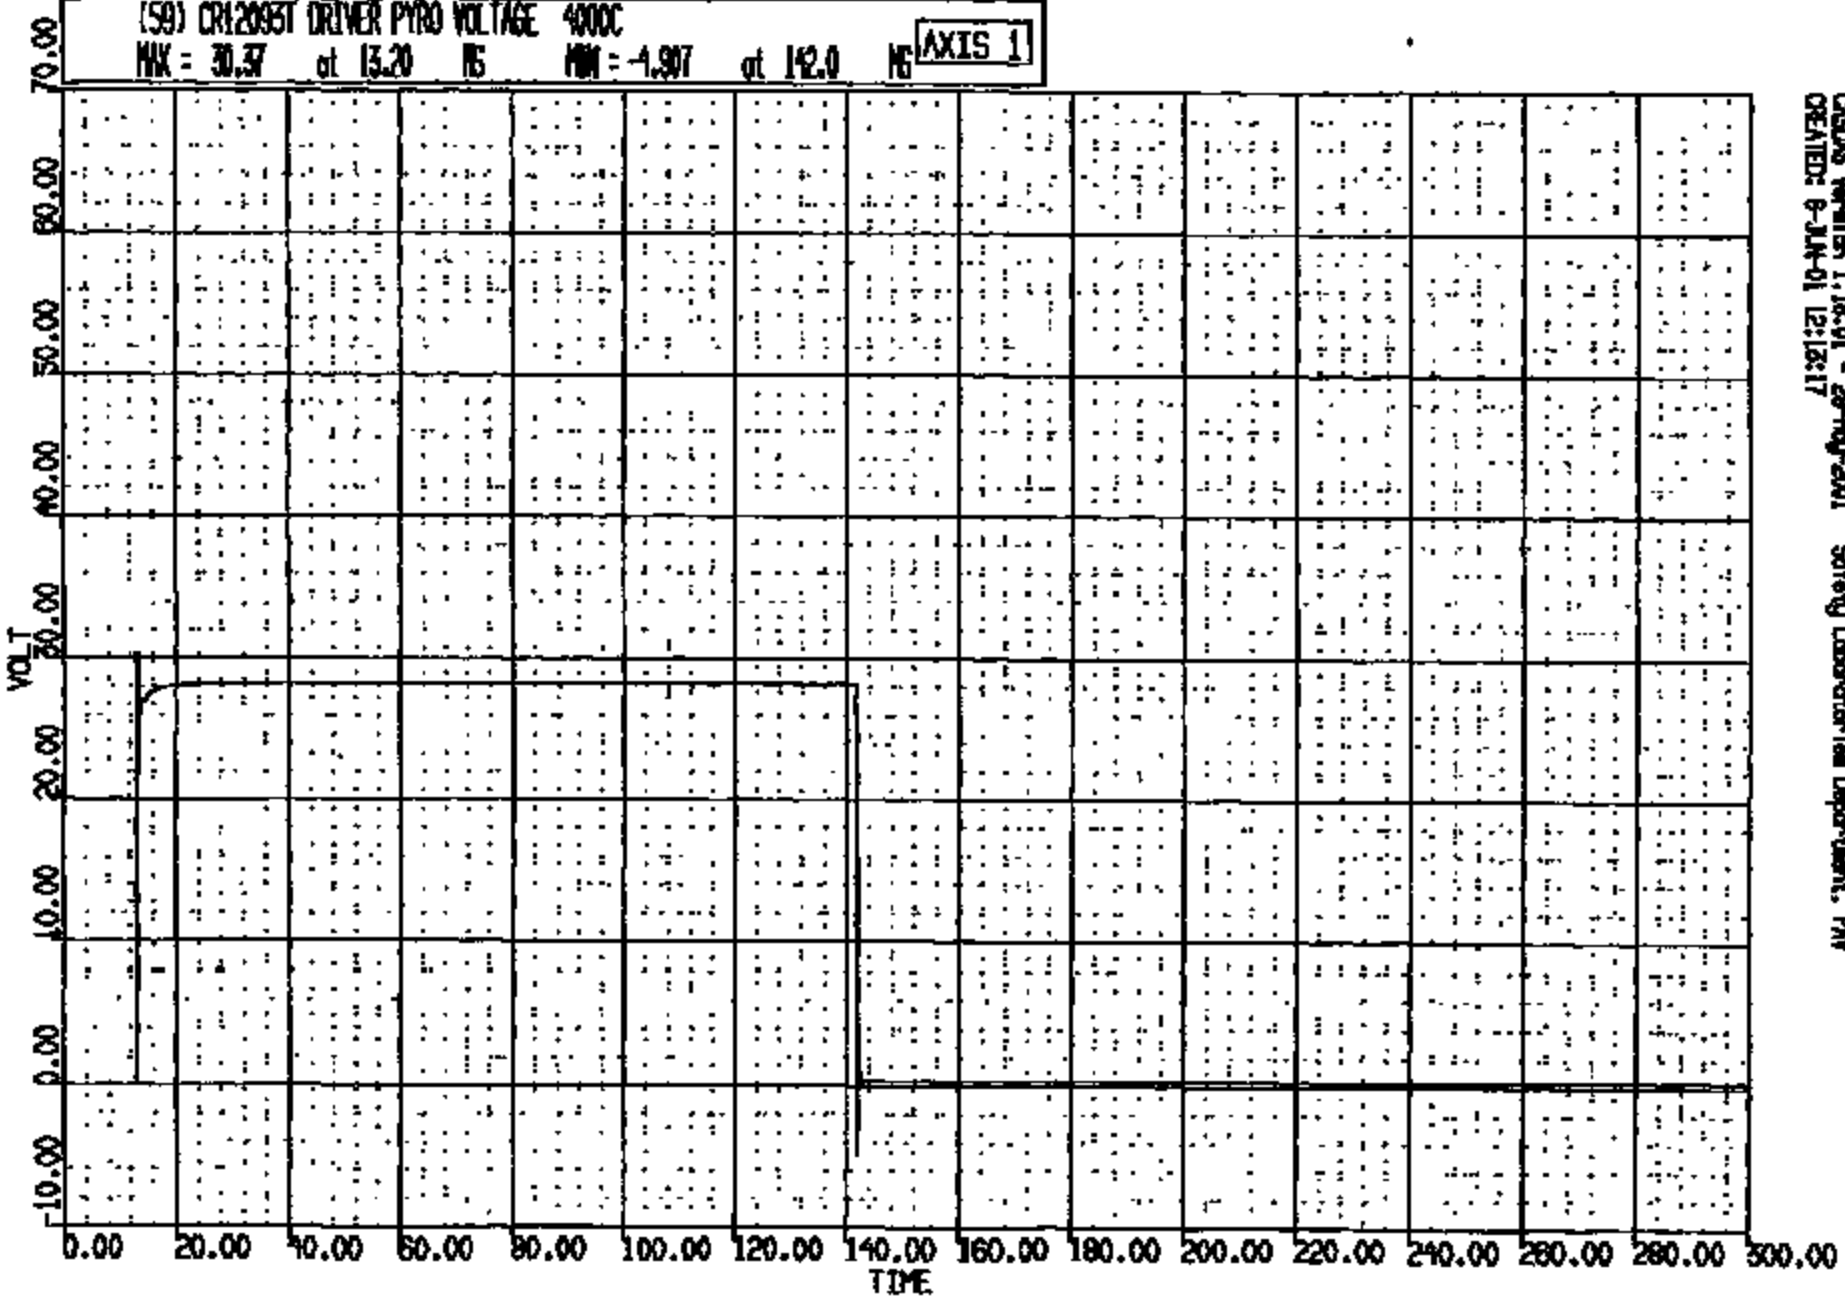 (59) CR12093T DRIVER PYRO VOLTAGE 4000C
MAX = 30.37 at 13.20 MS MIN = -4.907 at 142.0 MS
AXIS 1
70.00
60.00
50.00
40.00
30.00
20.00
10.00
0.00
-10.00
VOLT
0.00 20.00 40.00 60.00 80.00 100.00 120.00 140.00 160.00 180.00 200.00 220.00 240.00 260.00 280.00 300.00
TIME
CREATED: 8-JUN-01 12:12:17